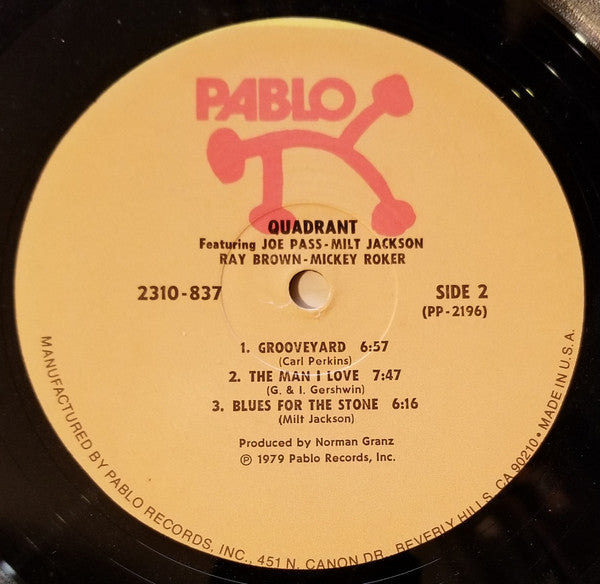 PABLO
QUADRANT
Featuring JOE PASS-MILT JACKSON
RAY BROWN-MICKEY ROKER
2310-837
SIDE 2
(PP-2196)
1. GROOVEYARD 6:57
(Carl Perkins)
2. THE MAN I LOVE 7:47
(G. & I. Gershwin)
3. BLUES FOR THE STONE 6:16
(Milt Jackson)
Produced by Norman Granz
℗ 1979 Pablo Records, Inc.
MANUFACTURED BY PABLO RECORDS, INC., 451 N. CANON DR., BEVERLY HILLS, CA 90210 • MADE IN U.S.A.